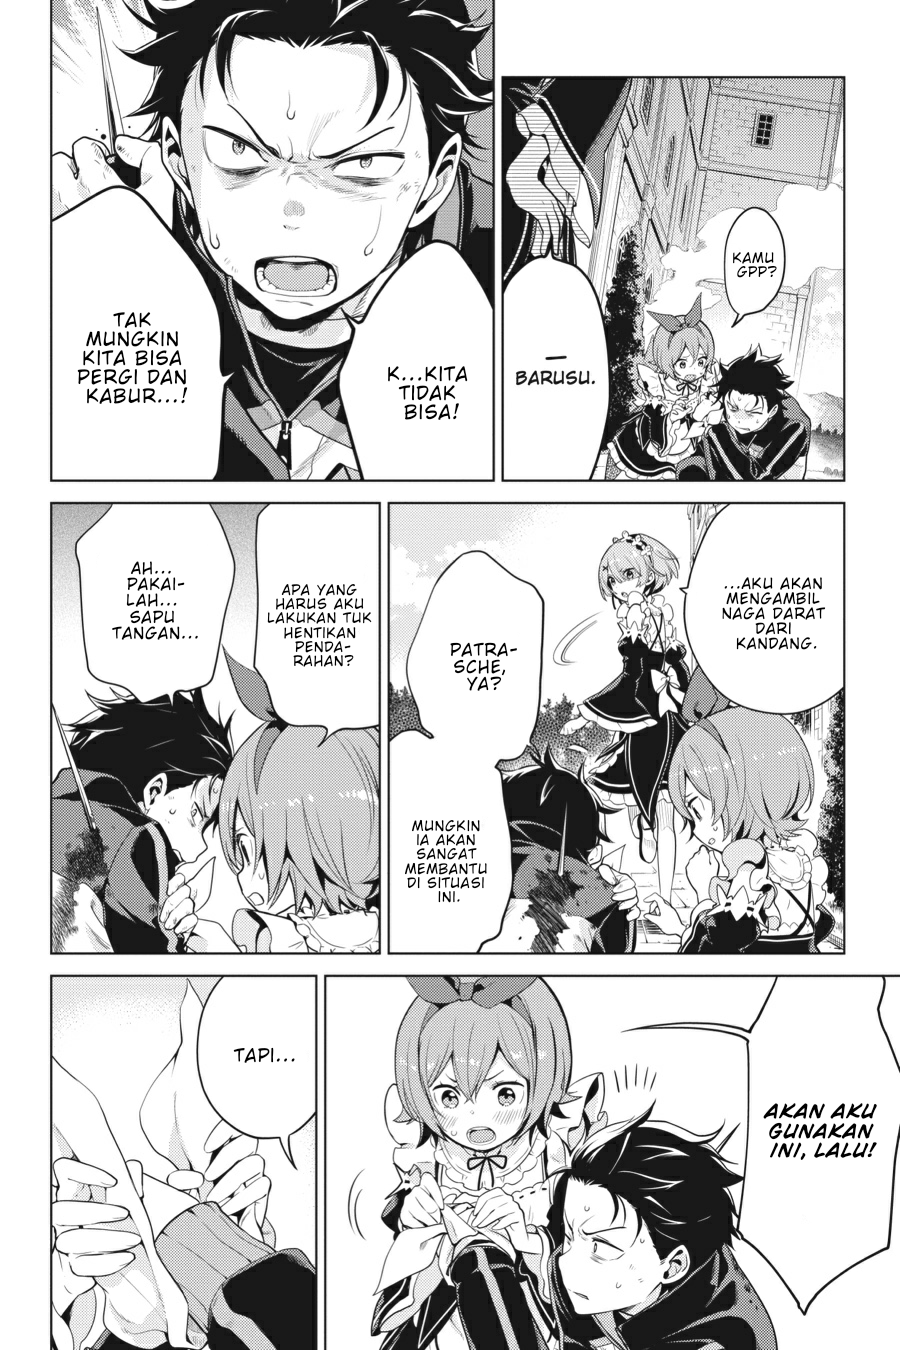 KAMU
GPP?
—
BARUSU.
K...KITA
TIDAK
BISA!
TAK
MUNGKIN
KITA BISA
PERGI DAN
KABUR...!
...AKU AKAN
MENGAMBIL
NAGA DARAT
DARI
KANDANG.
PATRA-
SCHE,
YA?
MUNGKIN
IA AKAN
SANGAT
MEMBANTU
DI SITUASI
INI.
APA YANG
HARUS AKU
LAKUKAN TUK
HENTIKAN
PENDA-
RAHAN?
AH...
PAKAI-
LAH...
SAPU
TANGAN...
AKAN AKU
GUNAKAN
INI, LALU!
TAPI...